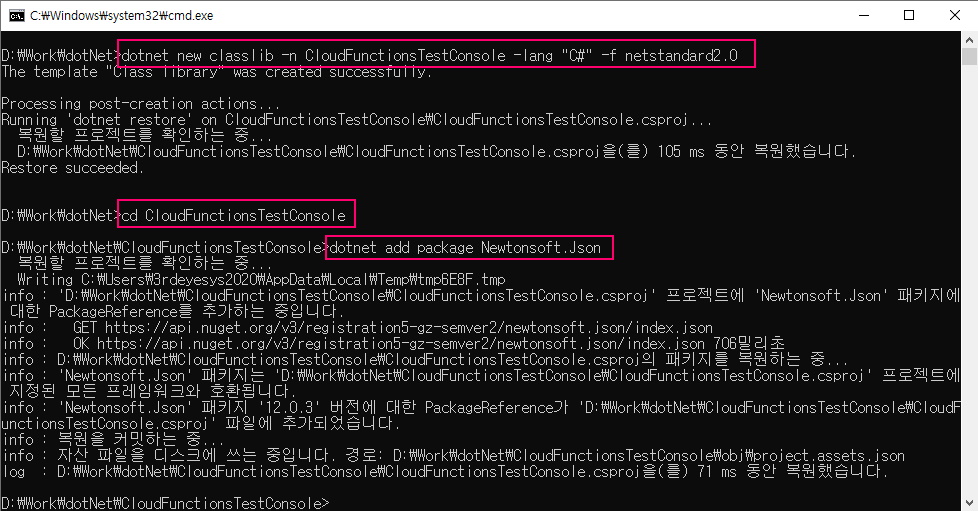 C:₩Windows₩system32₩cmd.exe
D:₩Work₩dotNet>dotnet new classlib -n CloudFunctionsTestConsole -lang "C#" -f netstandard2.0
The template "Class library" was created successfully.
Processing post-creation actions...
Running 'dotnet restore' on CloudFunctionsTestConsole₩CloudFunctionsTestConsole.csproj...
복원할 프로젝트를 확인하는 중...
D:₩Work₩dotNet₩CloudFunctionsTestConsole₩CloudFunctionsTestConsole.csproj을(를) 105 ms 동안 복원했습니다.
Restore succeeded.
D:₩Work₩dotNet>cd CloudFunctionsTestConsole
D:₩Work₩dotNet₩CloudFunctionsTestConsole>dotnet add package Newtonsoft.Json
복원할 프로젝트를 확인하는 중...
Writing C:₩Users₩3rdeyesys2020₩AppData₩Local₩Temp₩tmp6E8F.tmp
info : 'D:₩Work₩dotNet₩CloudFunctionsTestConsole₩CloudFunctionsTestConsole.csproj' 프로젝트에 'Newtonsoft.Json' 패키지에
대한 PackageReference를 추가하는 중입니다.
info :   GET https://api.nuget.org/v3/registration5-gz-semver2/newtonsoft.json/index.json
info :   OK https://api.nuget.org/v3/registration5-gz-semver2/newtonsoft.json/index.json 706밀리초
info : D:₩Work₩dotNet₩CloudFunctionsTestConsole₩CloudFunctionsTestConsole.csproj의 패키지를 복원하는 중...
info : 'Newtonsoft.Json' 패키지는 'D:₩Work₩dotNet₩CloudFunctionsTestConsole₩CloudFunctionsTestConsole.csproj' 프로젝트에
지정된 모든 프레임워크와 호환됩니다.
info : 'Newtonsoft.Json' 패키지 '12.0.3' 버전에 대한 PackageReference가 'D:₩Work₩dotNet₩CloudFunctionsTestConsole₩CloudF
unctionsTestConsole.csproj' 파일에 추가되었습니다.
info : 복원을 커밋하는 중...
info : 자산 파일을 디스크에 쓰는 중입니다. 경로: D:₩Work₩dotNet₩CloudFunctionsTestConsole₩obj₩project.assets.json
log  : D:₩Work₩dotNet₩CloudFunctionsTestConsole₩CloudFunctionsTestConsole.csproj을(를) 71 ms 동안 복원했습니다.
D:₩Work₩dotNet₩CloudFunctionsTestConsole>